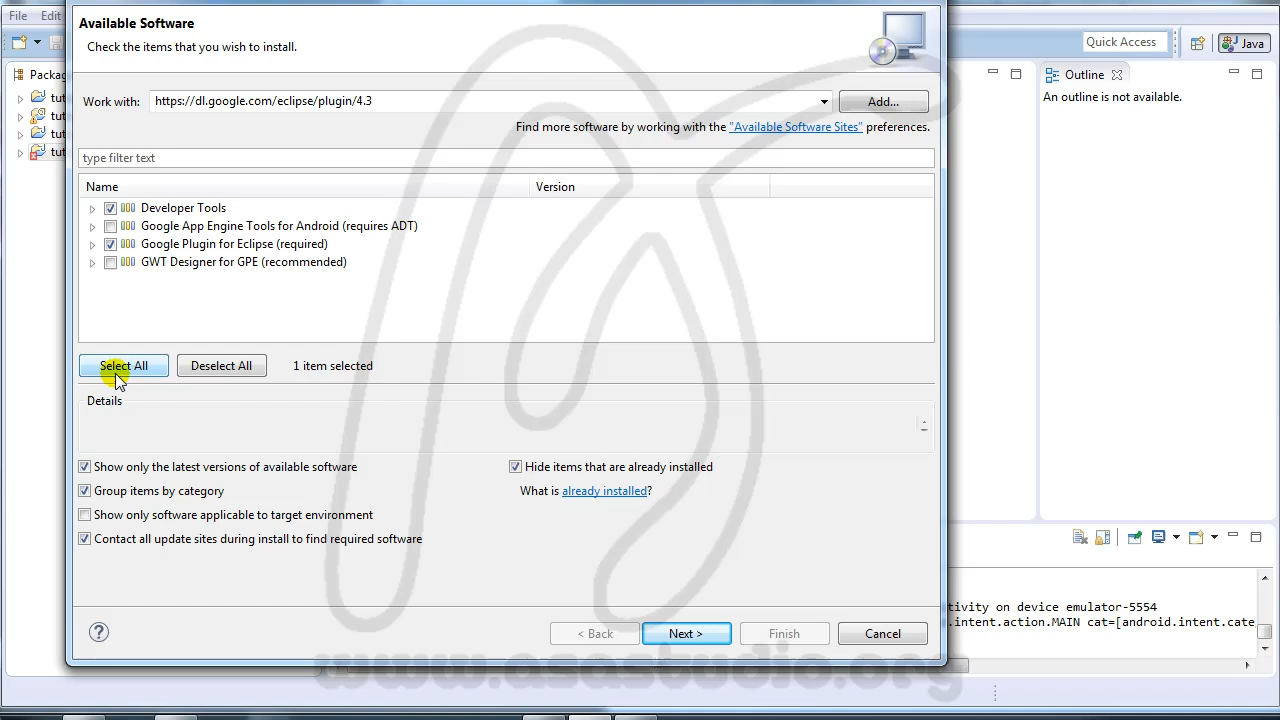 File Edit
Available Software
Check the items that you wish to install.
Quick Access
Java
Packag
Outline
tut
Work with: https://dl.google.com/eclipse/plugin/4.3
Add...
An outline is not available.
tut
Find more software by working with the "Available Software Sites" preferences.
tut
tut
type filter text
Name Version
Developer Tools
Google App Engine Tools for Android (requires ADT)
Google Plugin for Eclipse (required)
GWT Designer for GPE (recommended)
Select All Deselect All 1 item selected
Details
Show only the latest versions of available software
Hide items that are already installed
Group items by category
What is already installed?
Show only software applicable to target environment
Contact all update sites during install to find required software
tivity on device emulator-5554
.intent.action.MAIN cat=[android.intent.cate
? < Back Next > Finish Cancel
www.asastudio.org